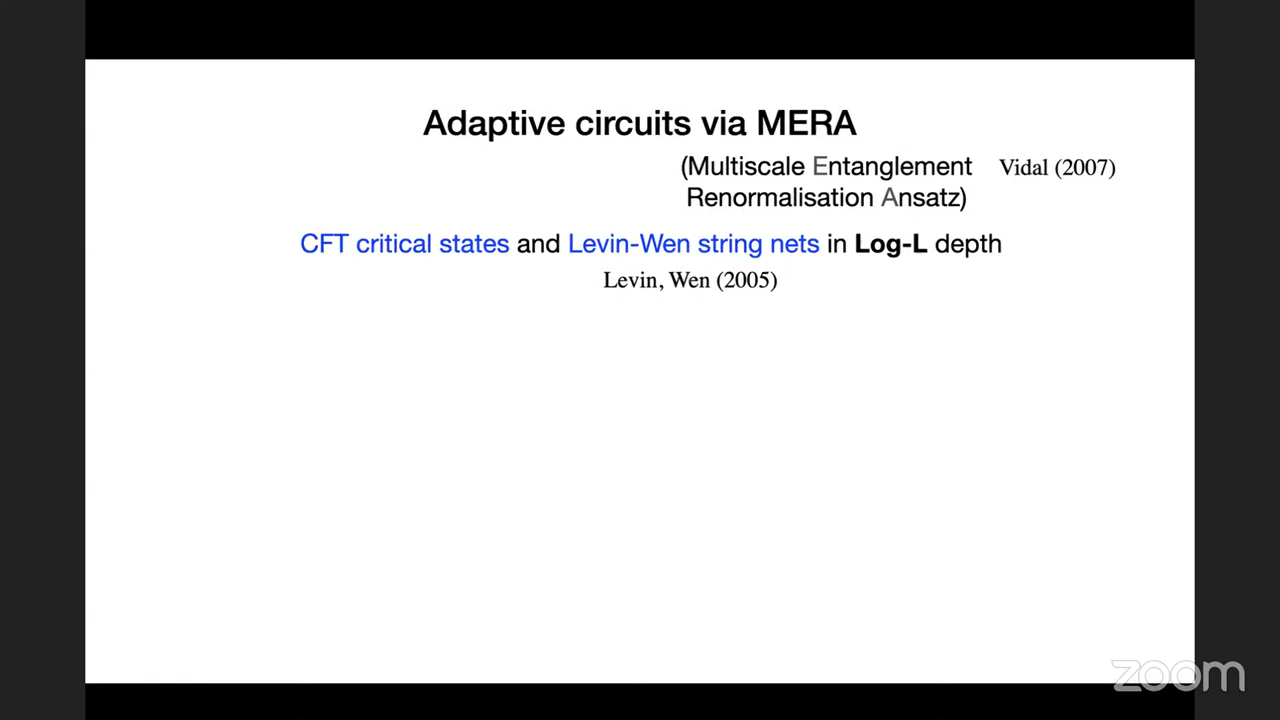 Adaptive circuits via MERA
(Multiscale Entanglement Vidal (2007)
Renormalisation Ansatz)
CFT critical states and Levin-Wen string nets in Log-L depth
Levin, Wen (2005)
zoom